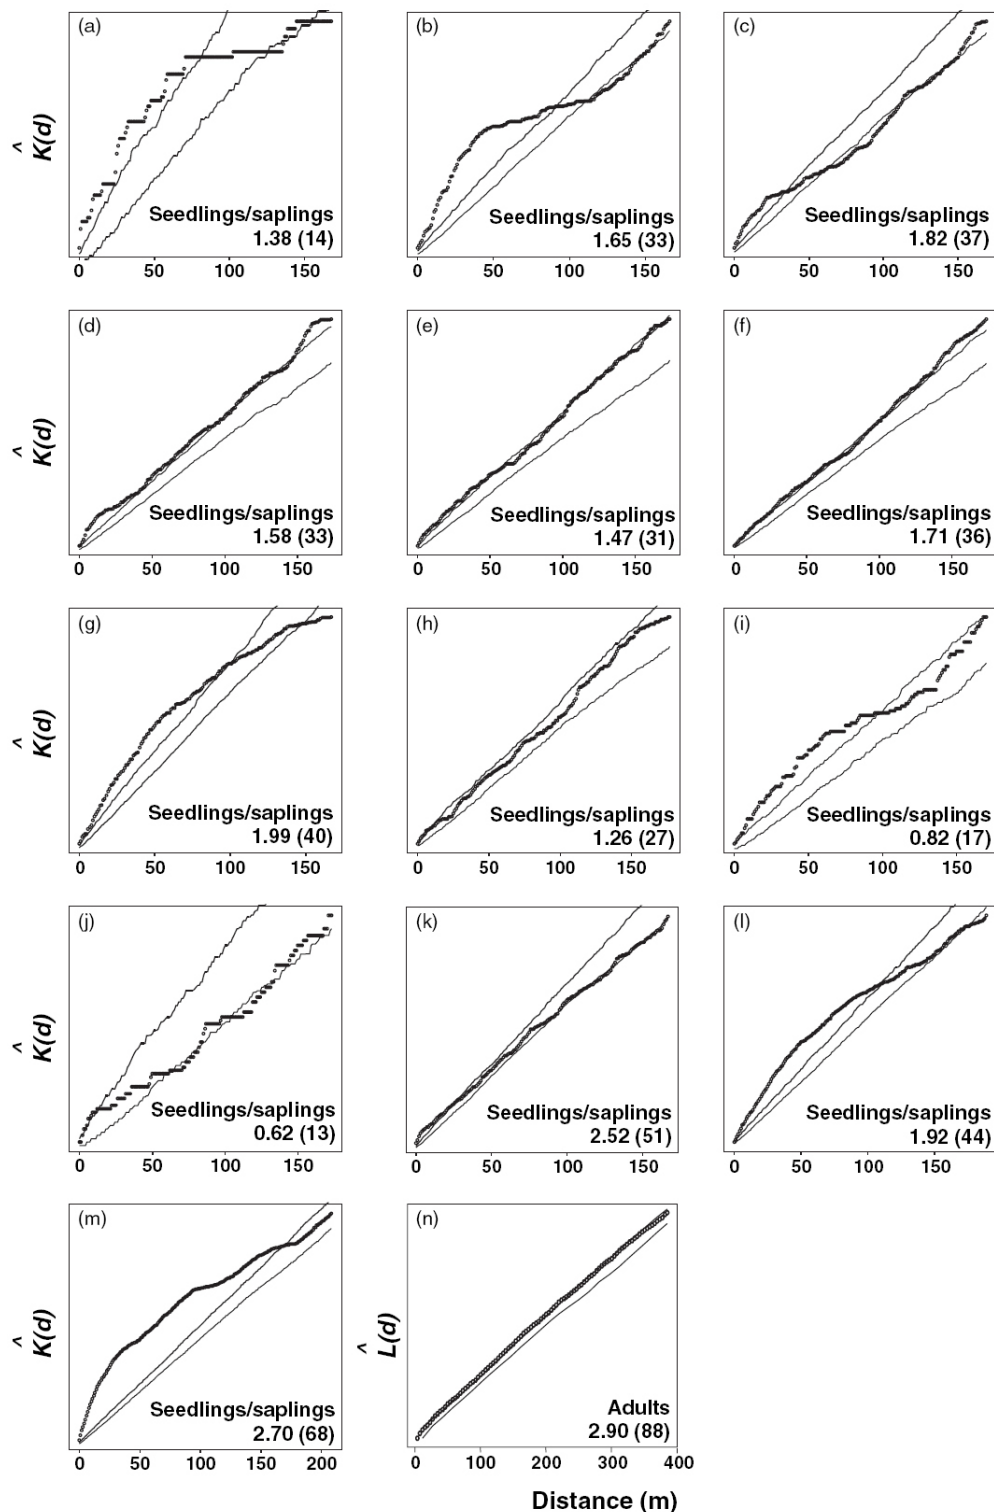 (a)
K̂(d)
Seedlings/saplings
1.38 (14)
0 50 100 150
(b)
Seedlings/saplings
1.65 (33)
0 50 100 150
(c)
Seedlings/saplings
1.82 (37)
0 50 100 150
(d)
K̂(d)
Seedlings/saplings
1.58 (33)
0 50 100 150
(e)
Seedlings/saplings
1.47 (31)
0 50 100 150
(f)
Seedlings/saplings
1.71 (36)
0 50 100 150
(g)
K̂(d)
Seedlings/saplings
1.99 (40)
0 50 100 150
(h)
Seedlings/saplings
1.26 (27)
0 50 100 150
(i)
Seedlings/saplings
0.82 (17)
0 50 100 150
(j)
K̂(d)
Seedlings/saplings
0.62 (13)
0 50 100 150
(k)
Seedlings/saplings
2.52 (51)
0 50 100 150
(l)
Seedlings/saplings
1.92 (44)
0 50 100 150
(m)
K̂(d)
Seedlings/saplings
2.70 (68)
0 50 100 150 200
(n)
L̂(d)
Adults
2.90 (88)
0 100 200 300 400
Distance (m)